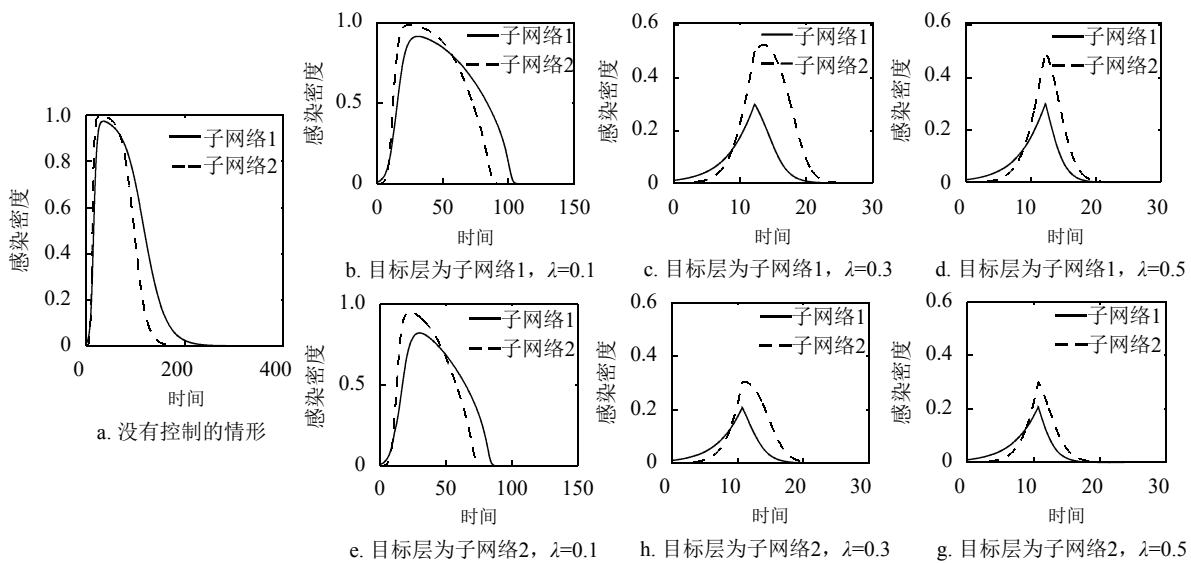 感染密度
1.0
0.8
0.6
0.4
0.2
0
0
200
400
子网络1
子网络2
时间
a. 没有控制的情形
感染密度
1.0
0.5
0
0
50
100
150
子网络1
子网络2
时间
b. 目标层为子网络1，λ=0.1
感染密度
0.6
0.4
0.2
0
0
10
20
30
子网络1
子网络2
时间
c. 目标层为子网络1，λ=0.3
感染密度
0.6
0.4
0.2
0
0
10
20
30
子网络1
子网络2
时间
d. 目标层为子网络1，λ=0.5
感染密度
1.0
0.5
0
0
50
100
150
子网络1
子网络2
时间
e. 目标层为子网络2，λ=0.1
感染密度
0.6
0.4
0.2
0
0
10
20
30
子网络1
子网络2
时间
h. 目标层为子网络2，λ=0.3
感染密度
0.6
0.4
0.2
0
0
10
20
30
子网络1
子网络2
时间
g. 目标层为子网络2，λ=0.5